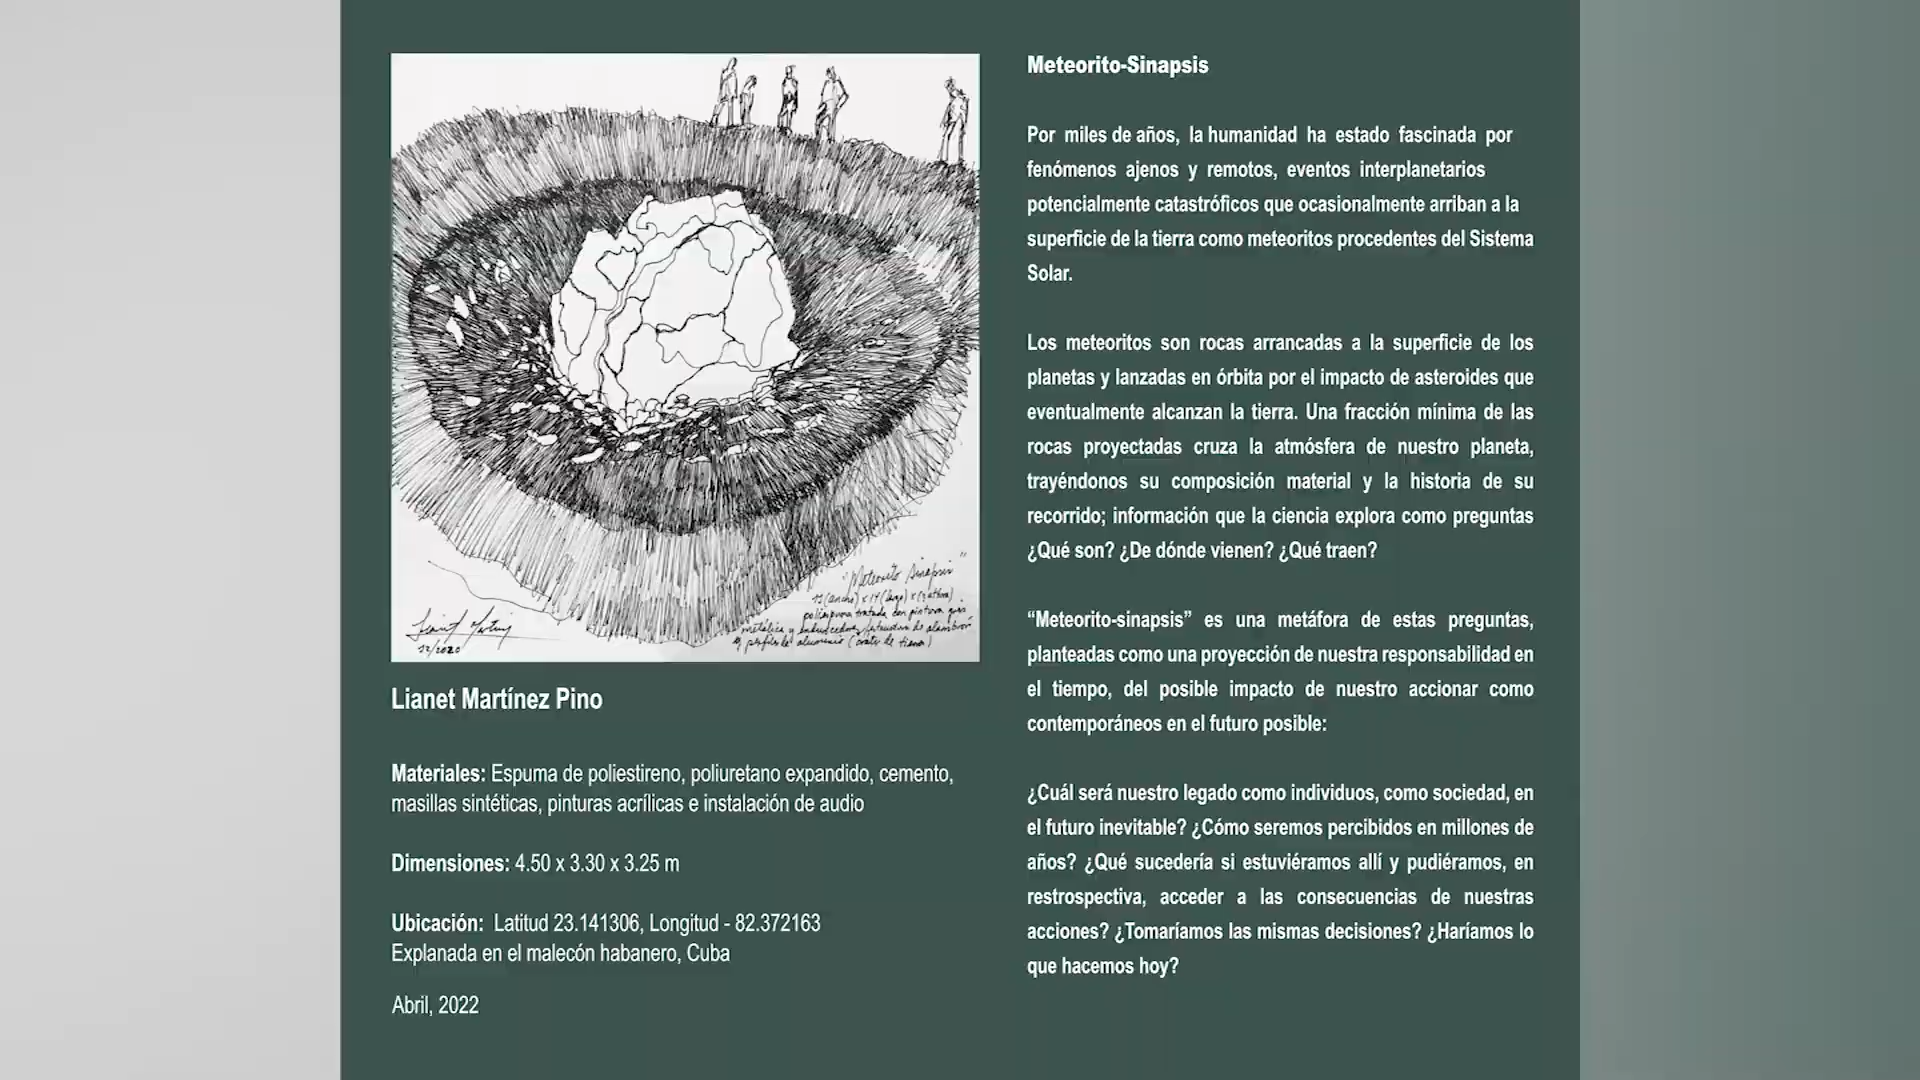 Meteorito-Sinapsis
Por miles de años, la humanidad ha estado fascinada por
fenómenos ajenos y remotos, eventos interplanetarios
potencialmente catastróficos que ocasionalmente arriban a la
superficie de la tierra como meteoritos procedentes del Sistema
Solar.
Los meteoritos son rocas arrancadas a la superficie de los
planetas y lanzadas en órbita por el impacto de asteroides que
eventualmente alcanzan la tierra. Una fracción mínima de las
rocas proyectadas cruza la atmósfera de nuestro planeta,
trayéndonos su composición material y la historia de su
recorrido; información que la ciencia explora como preguntas
¿Qué son? ¿De dónde vienen? ¿Qué traen?
“Meteorito-sinapsis” es una metáfora de estas preguntas,
planteadas como una proyección de nuestra responsabilidad en
el tiempo, del posible impacto de nuestro accionar como
contemporáneos en el futuro posible:
¿Cuál será nuestro legado como individuos, como sociedad, en
el futuro inevitable? ¿Cómo seremos percibidos en millones de
años? ¿Qué sucedería si estuviéramos allí y pudiéramos, en
restrospectiva, acceder a las consecuencias de nuestras
acciones? ¿Tomaríamos las mismas decisiones? ¿Haríamos lo
que hacemos hoy?
"Meteorito Sinapsis"
12/2020
Lianet Martínez Pino
Materiales: Espuma de poliestireno, poliuretano expandido, cemento,
masillas sintéticas, pinturas acrílicas e instalación de audio
Dimensiones: 4.50 x 3.30 x 3.25 m
Ubicación: Latitud 23.141306, Longitud - 82.372163
Explanada en el malecón habanero, Cuba
Abril, 2022